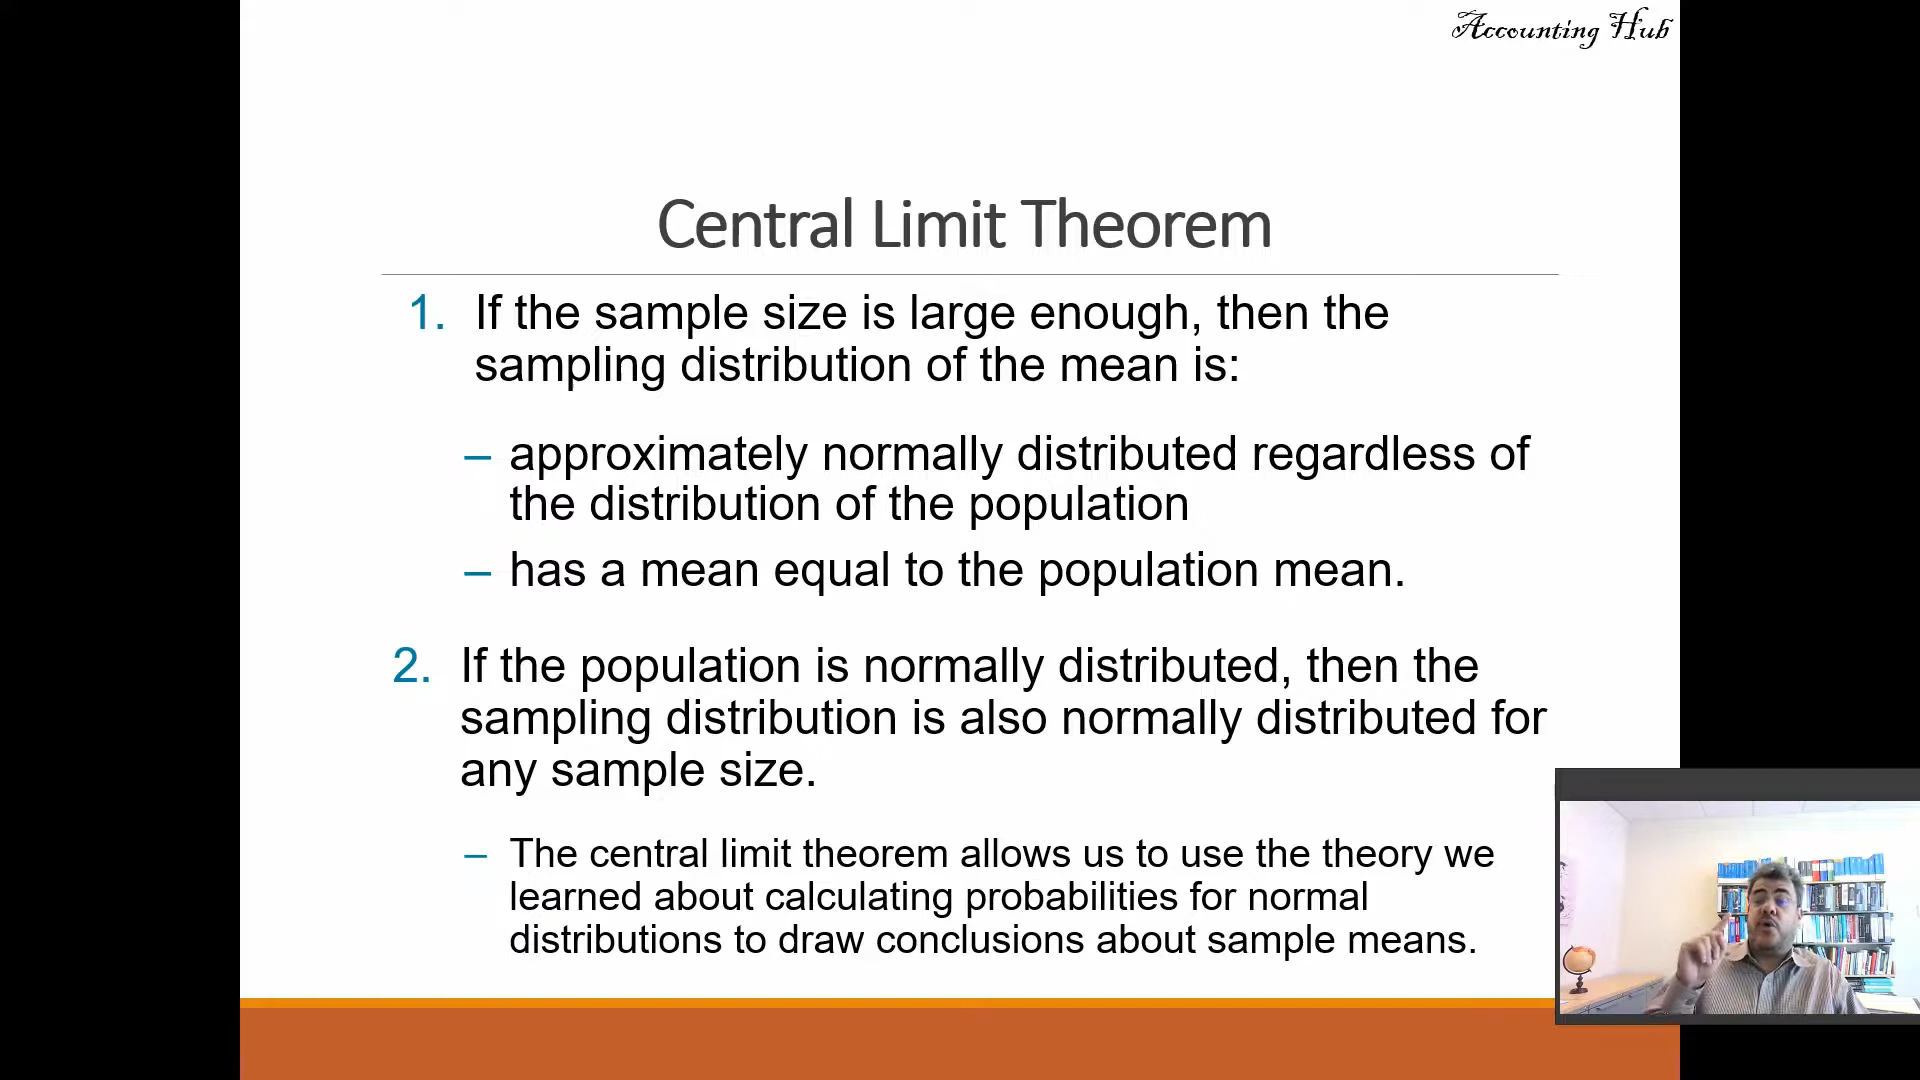 Accounting Hub
Central Limit Theorem
1. If the sample size is large enough, then the
sampling distribution of the mean is:
– approximately normally distributed regardless of
the distribution of the population
– has a mean equal to the population mean.
2. If the population is normally distributed, then the
sampling distribution is also normally distributed for
any sample size.
– The central limit theorem allows us to use the theory we
learned about calculating probabilities for normal
distributions to draw conclusions about sample means.